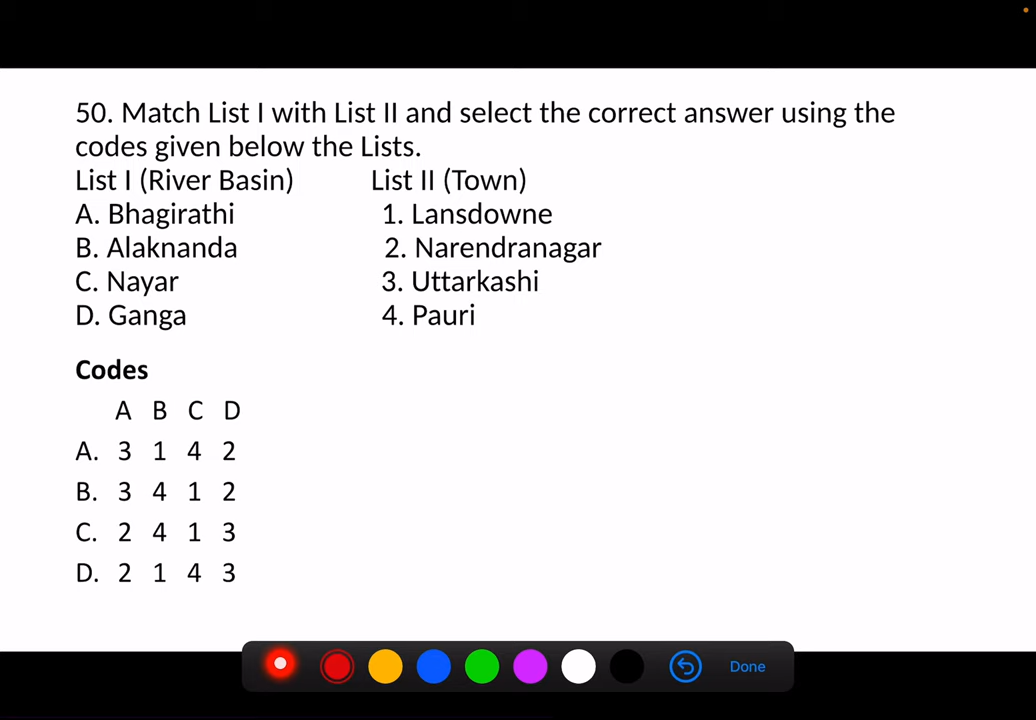 50. Match List I with List II and select the correct answer using the
codes given below the Lists.
List I (River Basin) List II (Town)
A. Bhagirathi 1. Lansdowne
B. Alaknanda 2. Narendranagar
C. Nayar 3. Uttarkashi
D. Ganga 4. Pauri
Codes
A B C D
A. 3 1 4 2
B. 3 4 1 2
C. 2 4 1 3
D. 2 1 4 3
Done